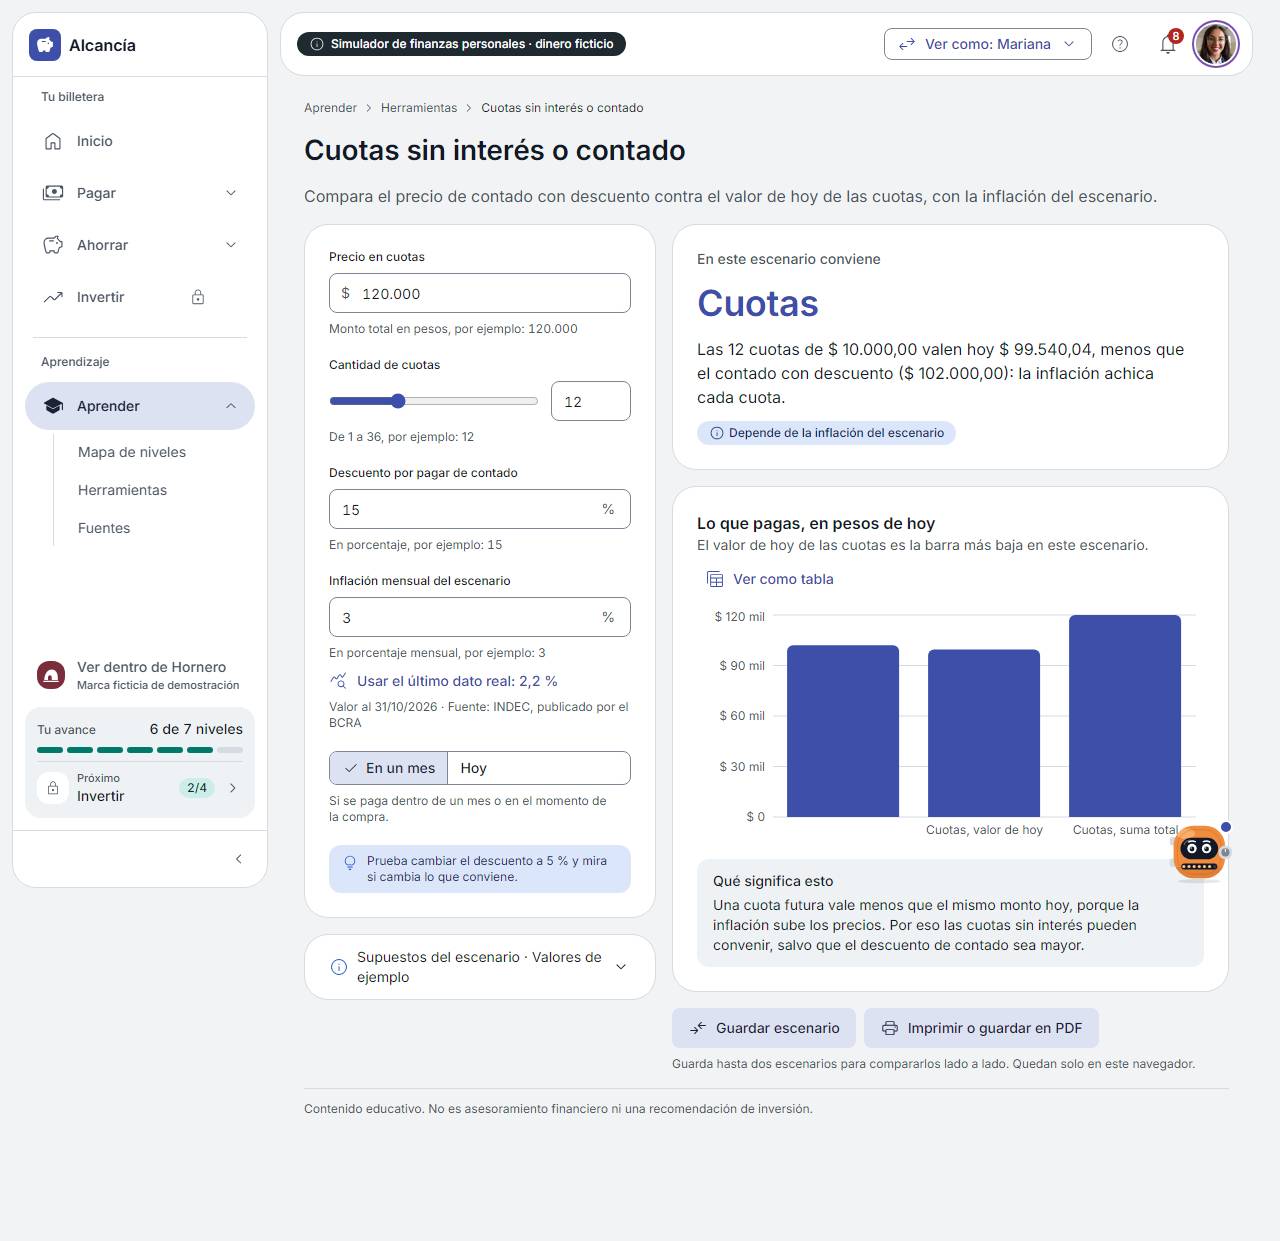 Alcancía
Simulador de finanzas personales · dinero ficticio
Ver como: Mariana
8
Tu billetera
Inicio
Pagar
Ahorrar
Invertir
Aprendizaje
Aprender
Mapa de niveles
Herramientas
Fuentes
Ver dentro de Hornero
Marca ficticia de demostración
Tu avance
6 de 7 niveles
Próximo
Invertir
2/4
Aprender
Herramientas
Cuotas sin interés o contado
Cuotas sin interés o contado
Compara el precio de contado con descuento contra el valor de hoy de las cuotas, con la inflación del escenario.
Precio en cuotas
$ 120.000
Monto total en pesos, por ejemplo: 120.000
Cantidad de cuotas
12
De 1 a 36, por ejemplo: 12
Descuento por pagar de contado
15 %
En porcentaje, por ejemplo: 15
Inflación mensual del escenario
3 %
En porcentaje mensual, por ejemplo: 3
Usar el último dato real: 2,2 %
Valor al 31/10/2026 · Fuente: INDEC, publicado por el
BCRA
En un mes
Hoy
Si se paga dentro de un mes o en el momento de
la compra.
Prueba cambiar el descuento a 5 % y mira
si cambia lo que conviene.
Supuestos del escenario · Valores de
ejemplo
En este escenario conviene
Cuotas
Las 12 cuotas de $ 10.000,00 valen hoy $ 99.540,04, menos que
el contado con descuento ($ 102.000,00): la inflación achica
cada cuota.
Depende de la inflación del escenario
Lo que pagas, en pesos de hoy
El valor de hoy de las cuotas es la barra más baja en este escenario.
Ver como tabla
$ 120 mil
$ 90 mil
$ 60 mil
$ 30 mil
$ 0
Cuotas, valor de hoy
Cuotas, suma total
Qué significa esto
Una cuota futura vale menos que el mismo monto hoy, porque la
inflación sube los precios. Por eso las cuotas sin interés pueden
convenir, salvo que el descuento de contado sea mayor.
Guardar escenario
Imprimir o guardar en PDF
Guarda hasta dos escenarios para compararlos lado a lado. Quedan solo en este navegador.
Contenido educativo. No es asesoramiento financiero ni una recomendación de inversión.